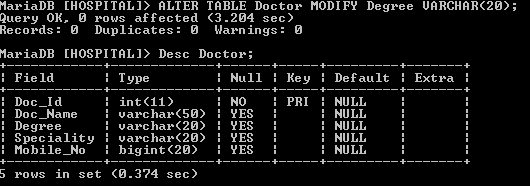 MariaDB [HOSPITAL]> ALTER TABLE Doctor MODIFY Degree VARCHAR(20);
Query OK, 0 rows affected (3.204 sec)
Records: 0  Duplicates: 0  Warnings: 0
MariaDB [HOSPITAL]> Desc Doctor;
+------------+-------------+------+-----+---------+-------+
| Field      | Type        | Null | Key | Default | Extra |
+------------+-------------+------+-----+---------+-------+
| Doc_Id     | int(11)     | NO   | PRI | NULL    |       |
| Doc_Name   | varchar(50) | YES  |     | NULL    |       |
| Degree     | varchar(20) | YES  |     | NULL    |       |
| Speciality | varchar(20) | YES  |     | NULL    |       |
| Mobile_No  | bigint(20)  | YES  |     | NULL    |       |
+------------+-------------+------+-----+---------+-------+
5 rows in set (0.374 sec)